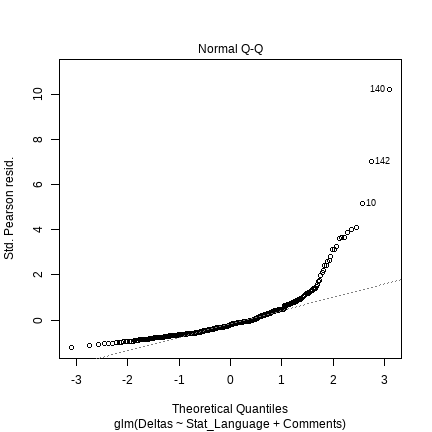 Normal Q-Q
10
8
6
4
2
0
140
142
10
Std. Pearson resid.
-3 -2 -1 0 1 2 3
Theoretical Quantiles
glm(Deltas ~ Stat_Language + Comments)